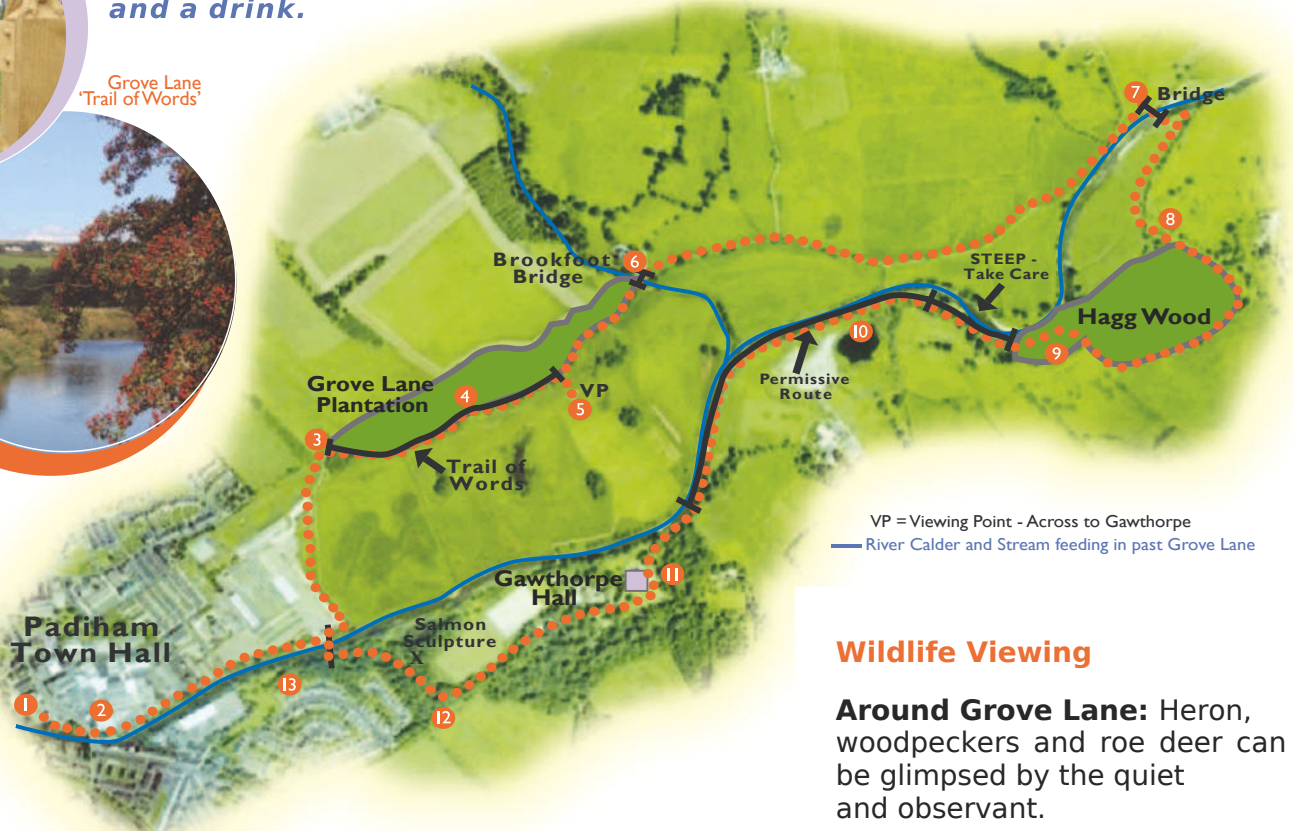 and a drink.
Grove Lane
'Trail of Words'
7
Bridge
8
Brookfoot
Bridge
6
STEEP -
Take Care
Hagg Wood
9
10
Permissive
Route
Grove Lane
Plantation
4
VP
5
3
Trail of
Words
VP = Viewing Point - Across to Gawthorpe
River Calder and Stream feeding in past Grove Lane
Gawthorpe
Hall
11
Salmon
Sculpture
X
Padiham
Town Hall
1
2
13
12
Wildlife Viewing
Around Grove Lane: Heron,
woodpeckers and roe deer can
be glimpsed by the quiet
and observant.